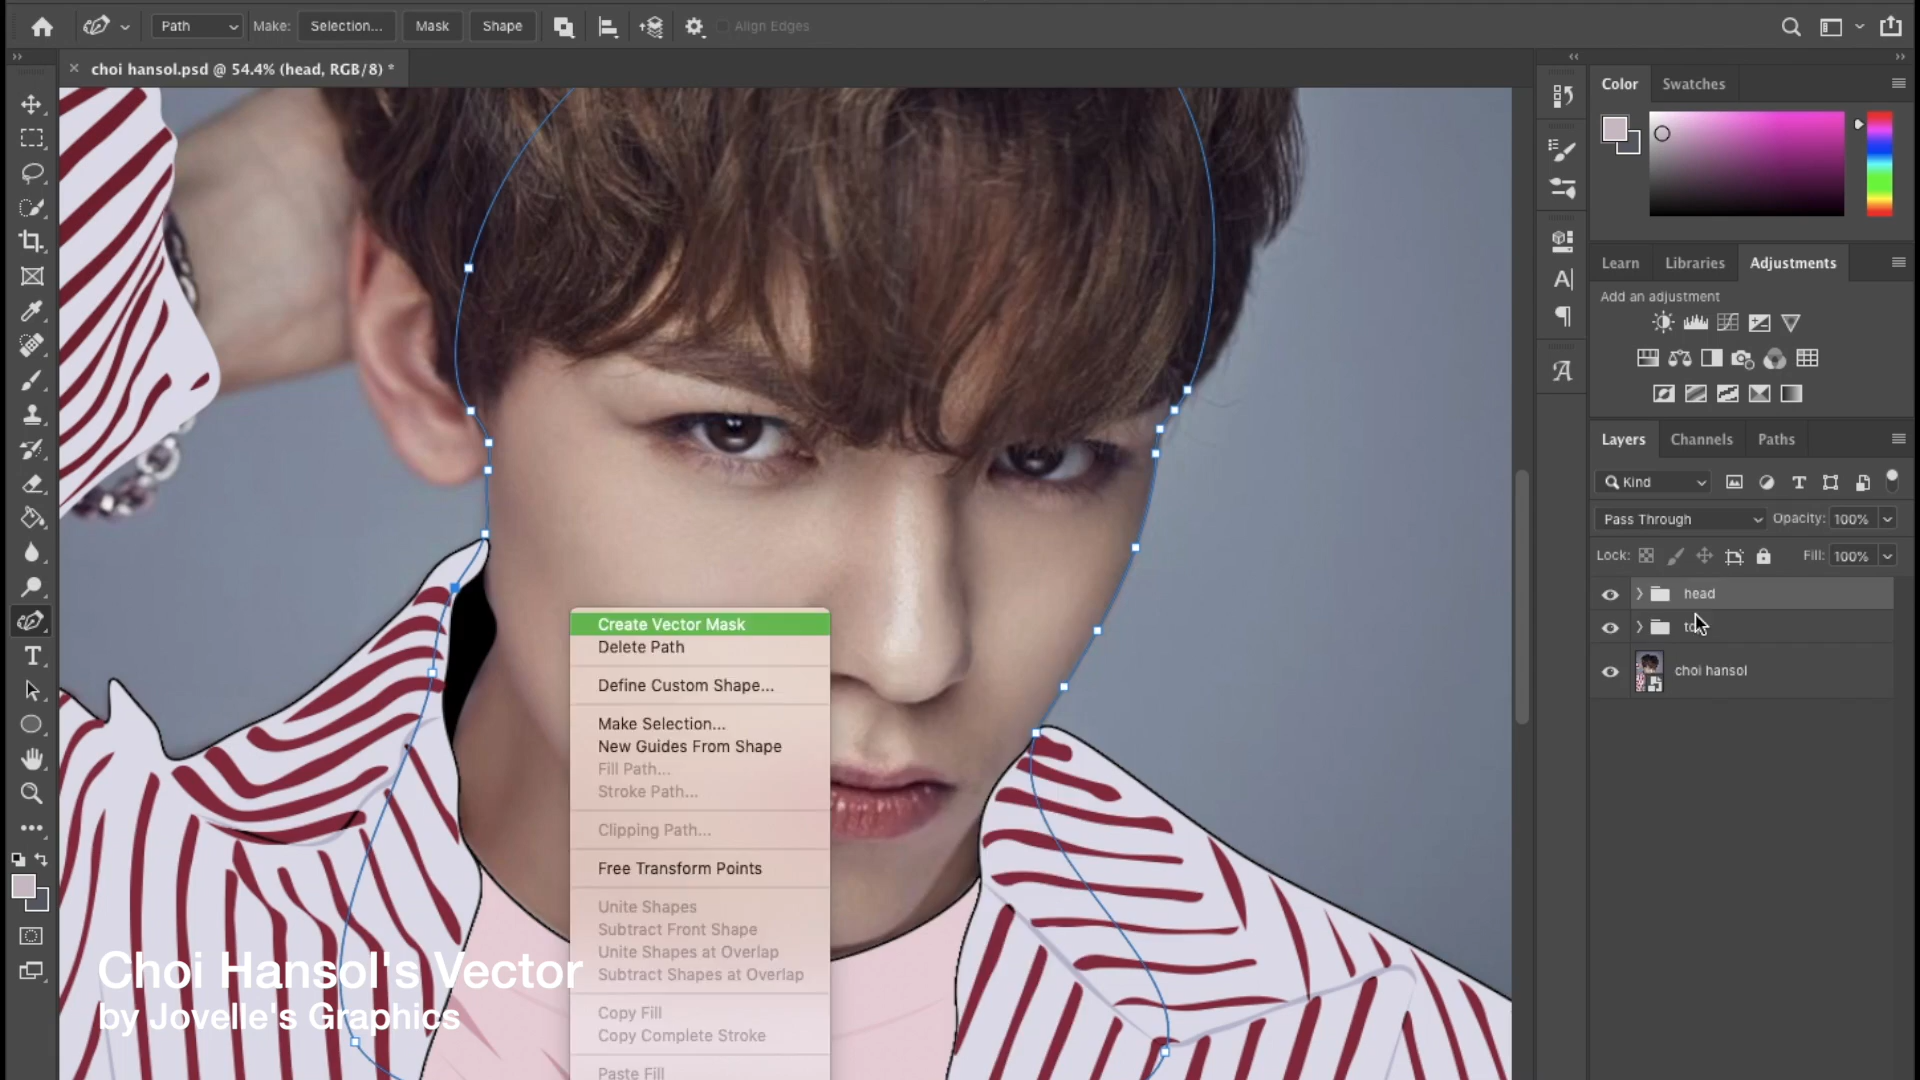 Path
Make:
Selection...
Mask
Shape
Align Edges
choi hansol.psd @ 54.4% (head, RGB/8) *
Color
Swatches
Learn
Libraries
Adjustments
Add an adjustment
Layers
Channels
Paths
Kind
Pass Through
Opacity: 100%
Lock:
Fill: 100%
head
choi hansol
Create Vector Mask
Delete Path
Define Custom Shape...
Make Selection...
New Guides From Shape
Fill Path...
Stroke Path...
Clipping Path...
Free Transform Points
Unite Shapes
Subtract Front Shape
Unite Shapes at Overlap
Subtract Shapes at Overlap
Copy Fill
Copy Complete Stroke
Paste Fill
Choi Hansol's Vector
by Jovelle's Graphics